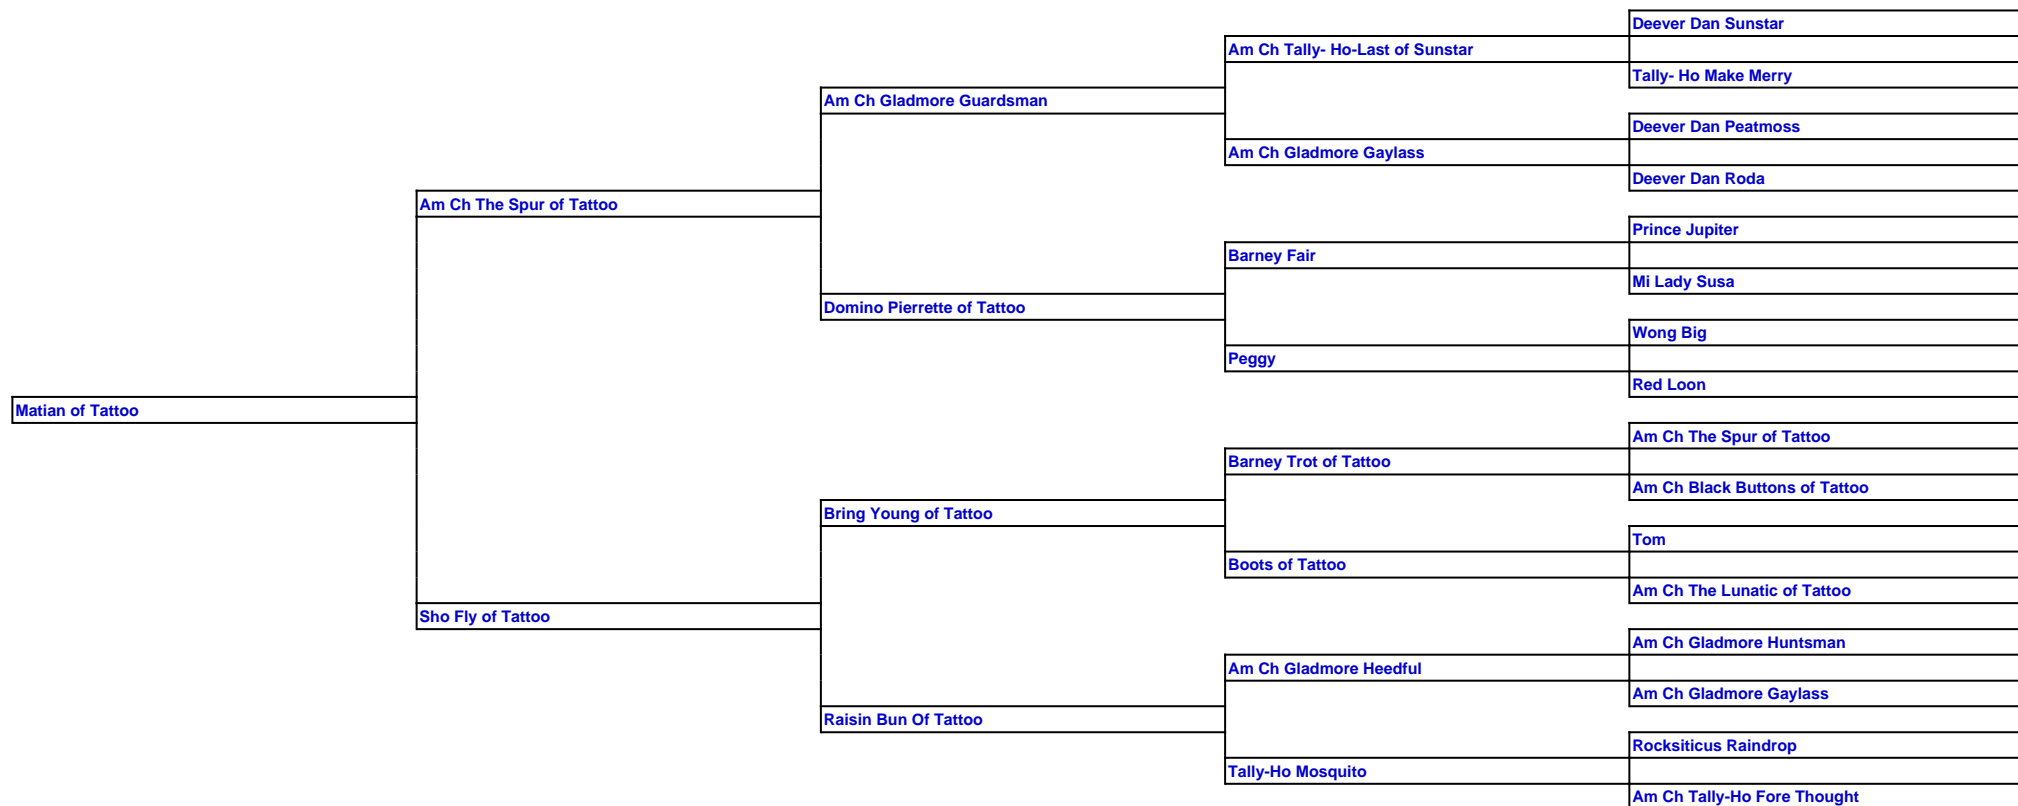 Deever Dan Sunstar
Am Ch Tally- Ho-Last of Sunstar
Tally- Ho Make Merry
Am Ch Gladmore Guardsman
Deever Dan Peatmoss
Am Ch Gladmore Gaylass
Deever Dan Roda
Am Ch The Spur of Tattoo
Prince Jupiter
Barney Fair
Mi Lady Susa
Domino Pierrette of Tattoo
Wong Big
Peggy
Red Loon
Matian of Tattoo
Am Ch The Spur of Tattoo
Barney Trot of Tattoo
Am Ch Black Buttons of Tattoo
Bring Young of Tattoo
Tom
Boots of Tattoo
Am Ch The Lunatic of Tattoo
Sho Fly of Tattoo
Am Ch Gladmore Huntsman
Am Ch Gladmore Heedful
Am Ch Gladmore Gaylass
Raisin Bun Of Tattoo
Rocksiticus Raindrop
Tally-Ho Mosquito
Am Ch Tally-Ho Fore Thought